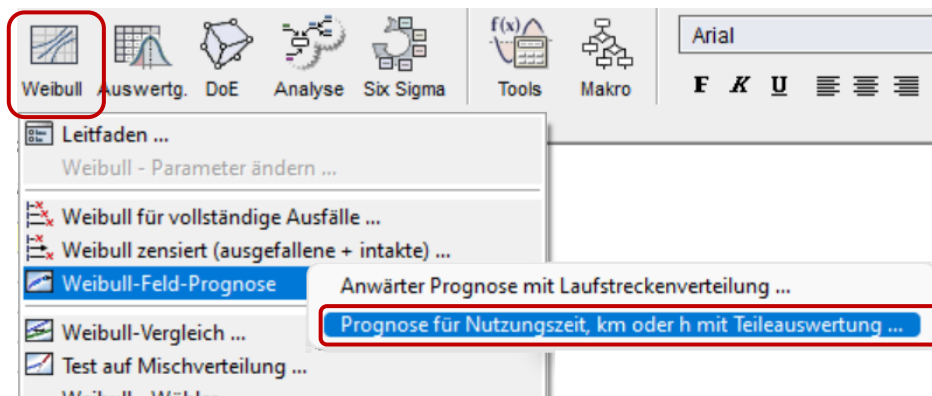 f(x)
Arial
Weibull Auswertg. DoE Analyse Six Sigma Tools Makro
F K U
Leitfaden ...
Weibull - Parameter ändern ...
Weibull für vollständige Ausfälle ...
Weibull zensiert (ausgefallene + intakte) ...
Weibull-Feld-Prognose
Anwärter Prognose mit Laufstreckenverteilung ...
Prognose für Nutzungszeit, km oder h mit Teileauswertung ...
Weibull-Vergleich ...
Test auf Mischverteilung ...